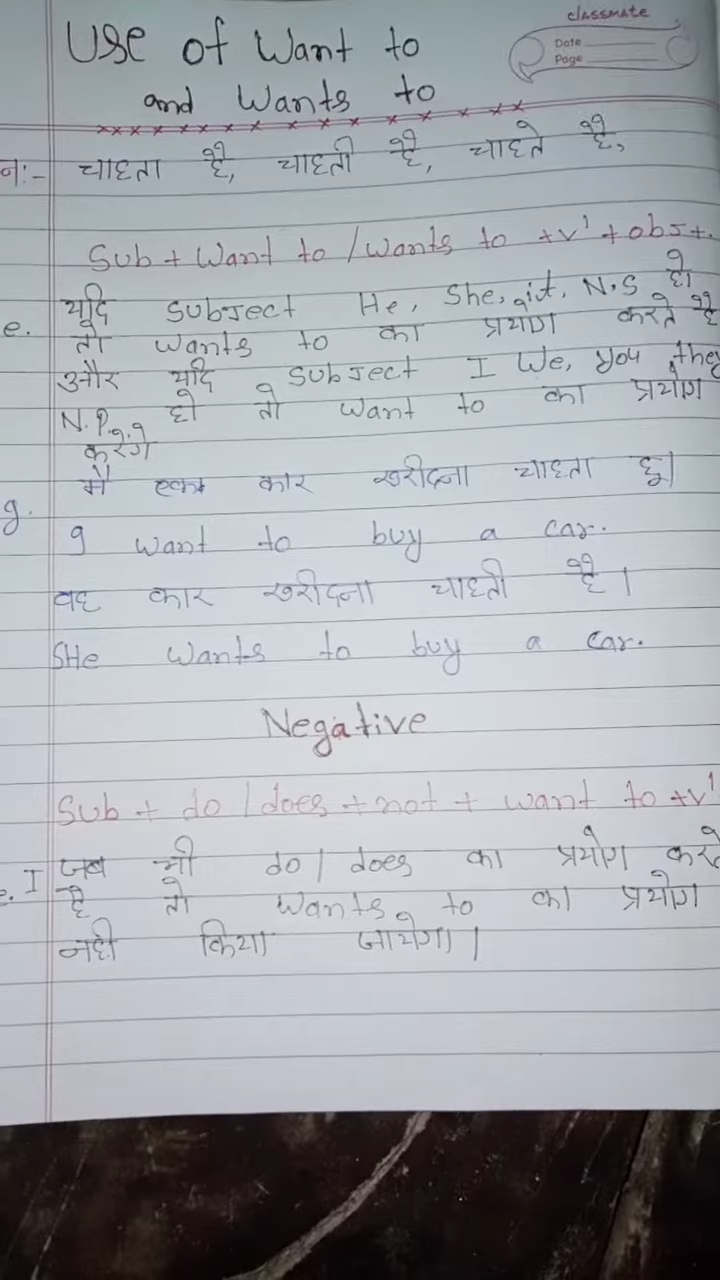 classmate
Date
Page
Use of Want to
and Wants to
न:- चाहता है, चाहती है, चाहते है,
Sub + Want to / wants to + v¹ + obj +.
यदि subject He, She, it, N.S हो
e. तो wants to का प्रयोग करते है
और यदि subject I We, you they
N.P. हो तो want to का प्रयोग
करेंगे
मै एक कार खरीदना चाहता हू।
g. I want to buy a car.
वह कार खरीदना चाहती है ।
SHe wants to buy a car.
Negative
Sub + do / does + not + want to + v¹
e. I जब भी do / does का प्रयोग करते
है तो wants to का प्रयोग
नही किया जायेगा ।